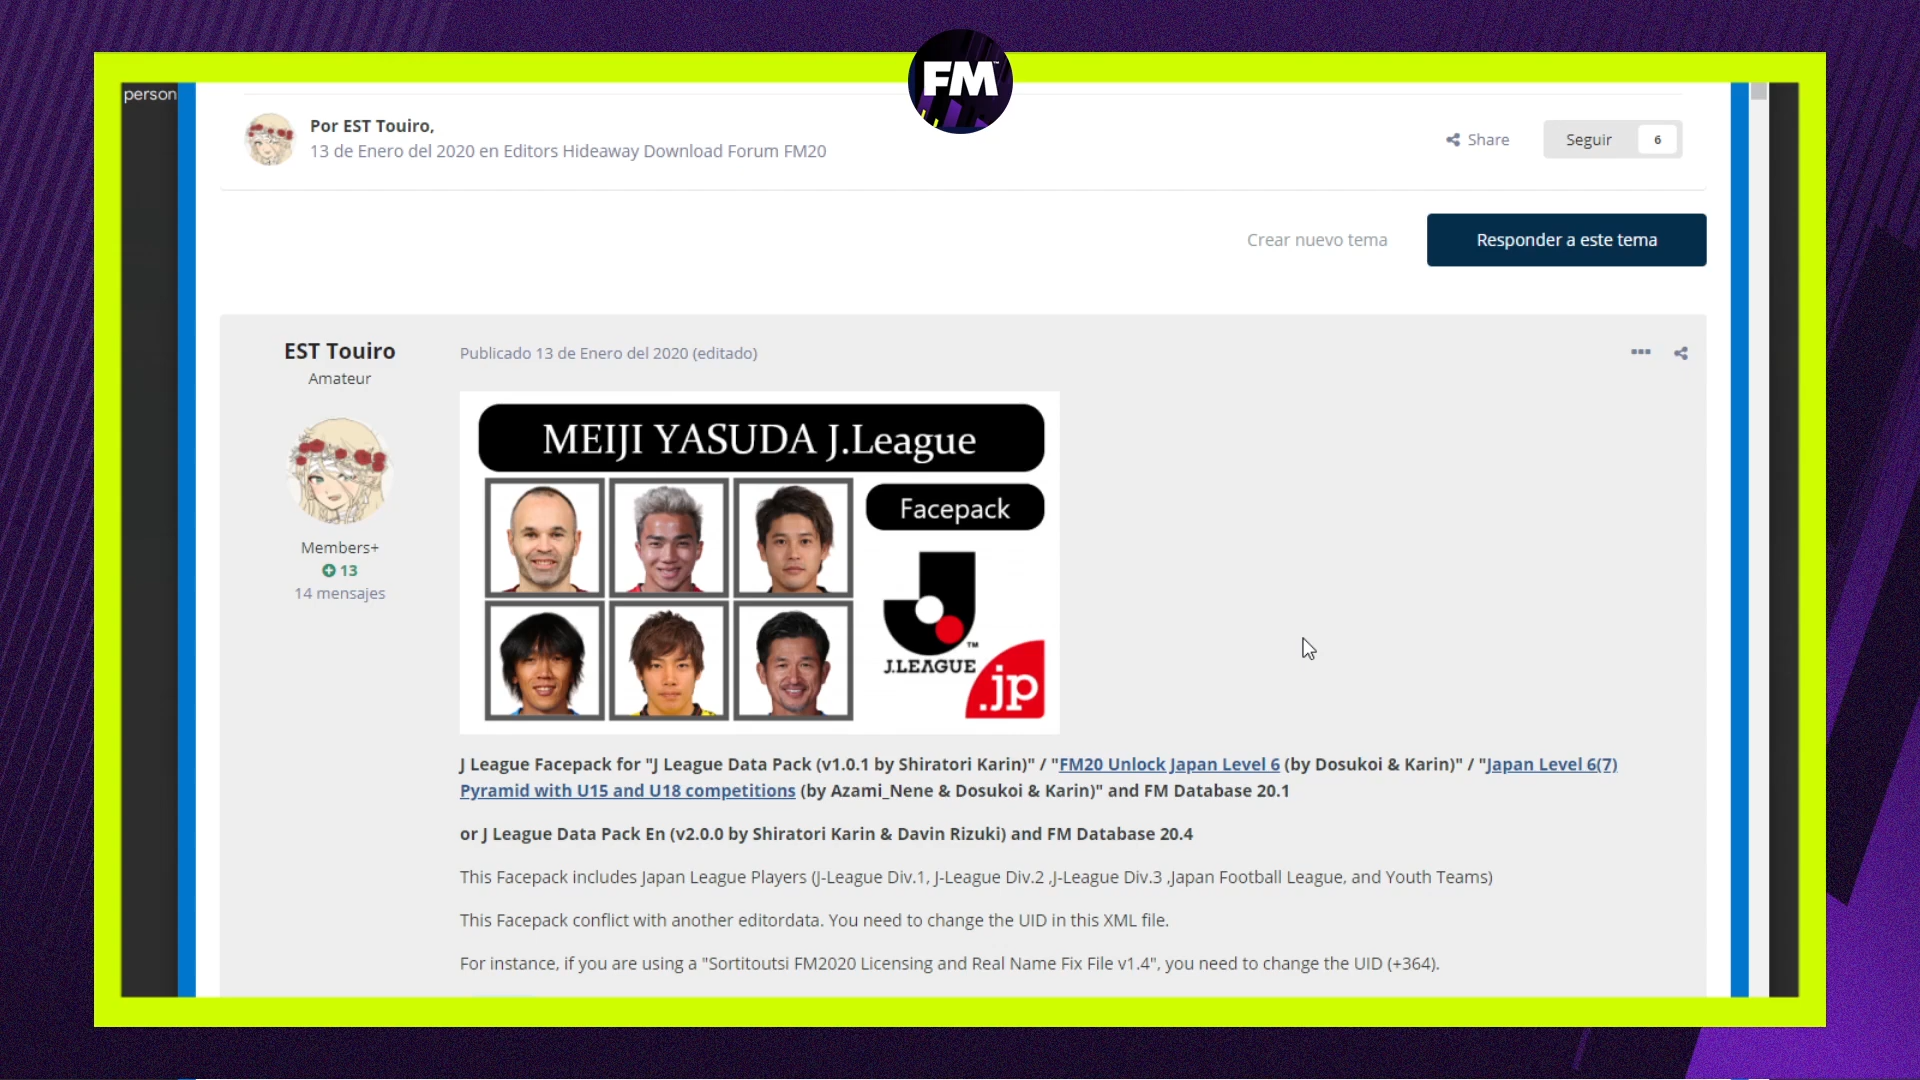 FM
person
Por EST Touiro,
13 de Enero del 2020 en Editors Hideaway Download Forum FM20
Share
Seguir
6
Crear nuevo tema
Responder a este tema
EST Touiro
Amateur
Members+
13
14 mensajes
Publicado 13 de Enero del 2020 (editado)
MEIJI YASUDA J.League
Facepack
J.LEAGUE™
.jp
J League Facepack for "J League Data Pack (v1.0.1 by Shiratori Karin)" / "FM20 Unlock Japan Level 6 (by Dosukoi & Karin)" / "Japan Level 6(7)
Pyramid with U15 and U18 competitions (by Azami_Nene & Dosukoi & Karin)" and FM Database 20.1
or J League Data Pack En (v2.0.0 by Shiratori Karin & Davin Rizuki) and FM Database 20.4
This Facepack includes Japan League Players (J-League Div.1, J-League Div.2 ,J-League Div.3 ,Japan Football League, and Youth Teams)
This Facepack conflict with another editordata. You need to change the UID in this XML file.
For instance, if you are using a "Sortitoutsi FM2020 Licensing and Real Name Fix File v1.4", you need to change the UID (+364).